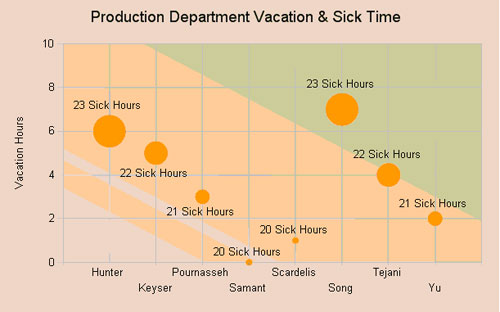 Production Department Vacation & Sick Time
Vacation Hours
10
8
6
4
2
0
23 Sick Hours
22 Sick Hours
21 Sick Hours
20 Sick Hours
20 Sick Hours
23 Sick Hours
22 Sick Hours
21 Sick Hours
Hunter
Keyser
Pournasseh
Samant
Scardelis
Song
Tejani
Yu